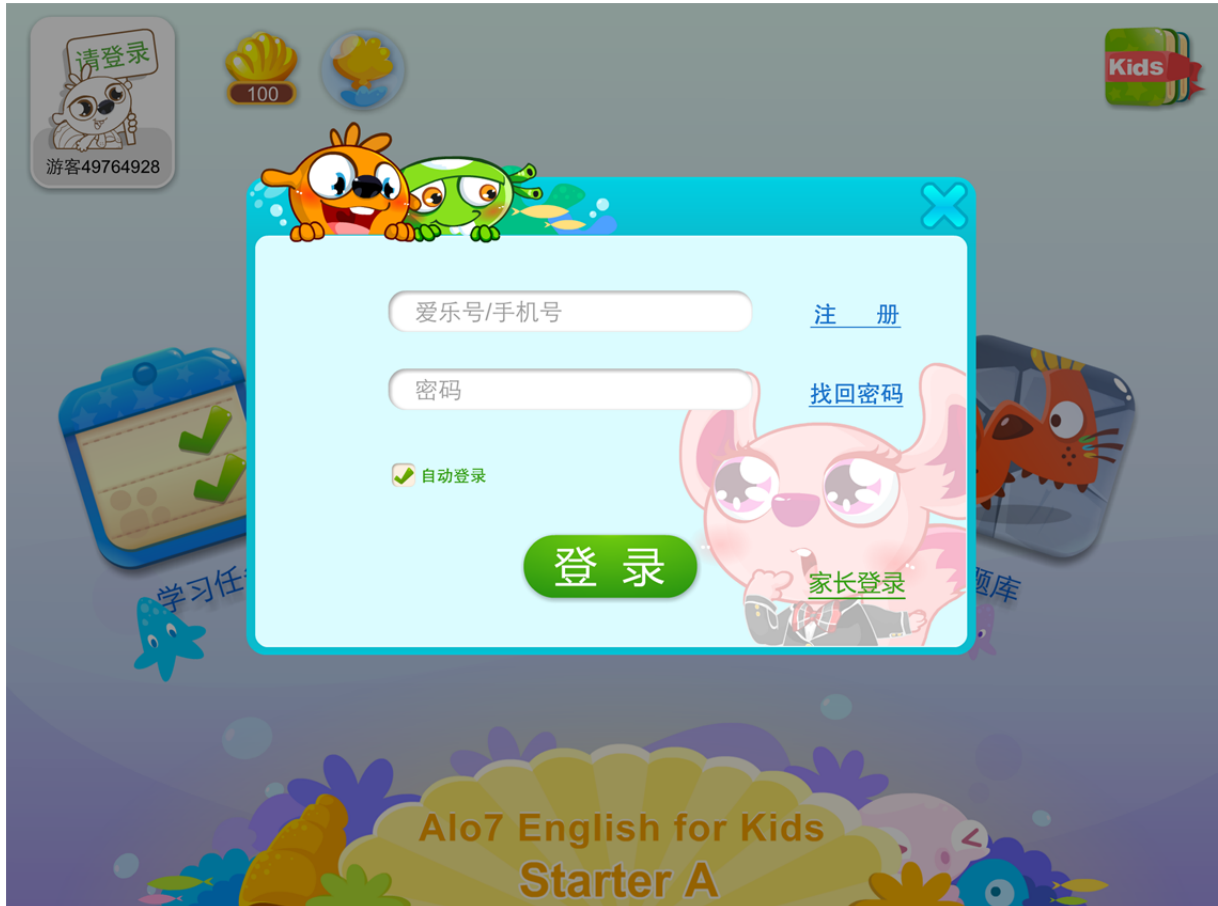 请登录
游客49764928
100
Kids
爱乐号/手机号
注 册
密码
找回密码
自动登录
登 录
家长登录
学习任
题库
Alo7 English for Kids
Starter A